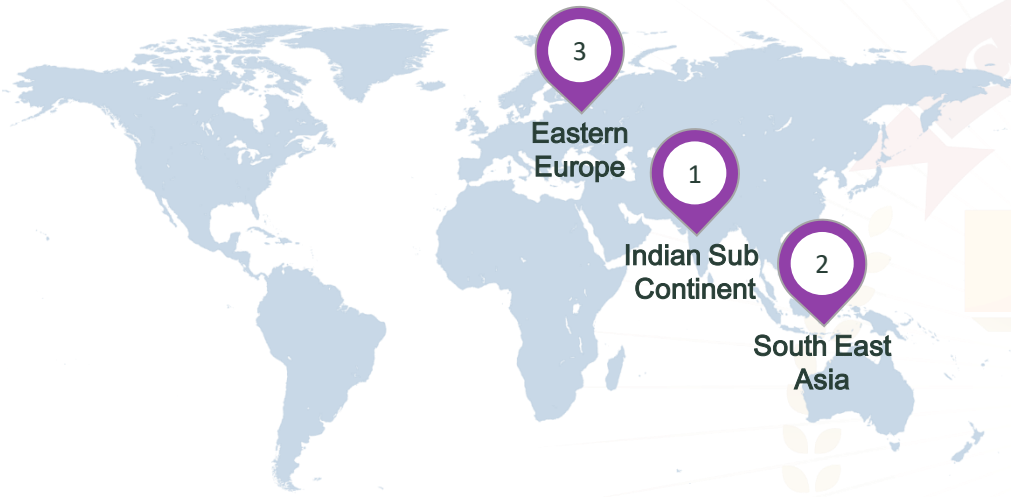 3
Eastern
Europe
1
Indian Sub
Continent
2
South East
Asia